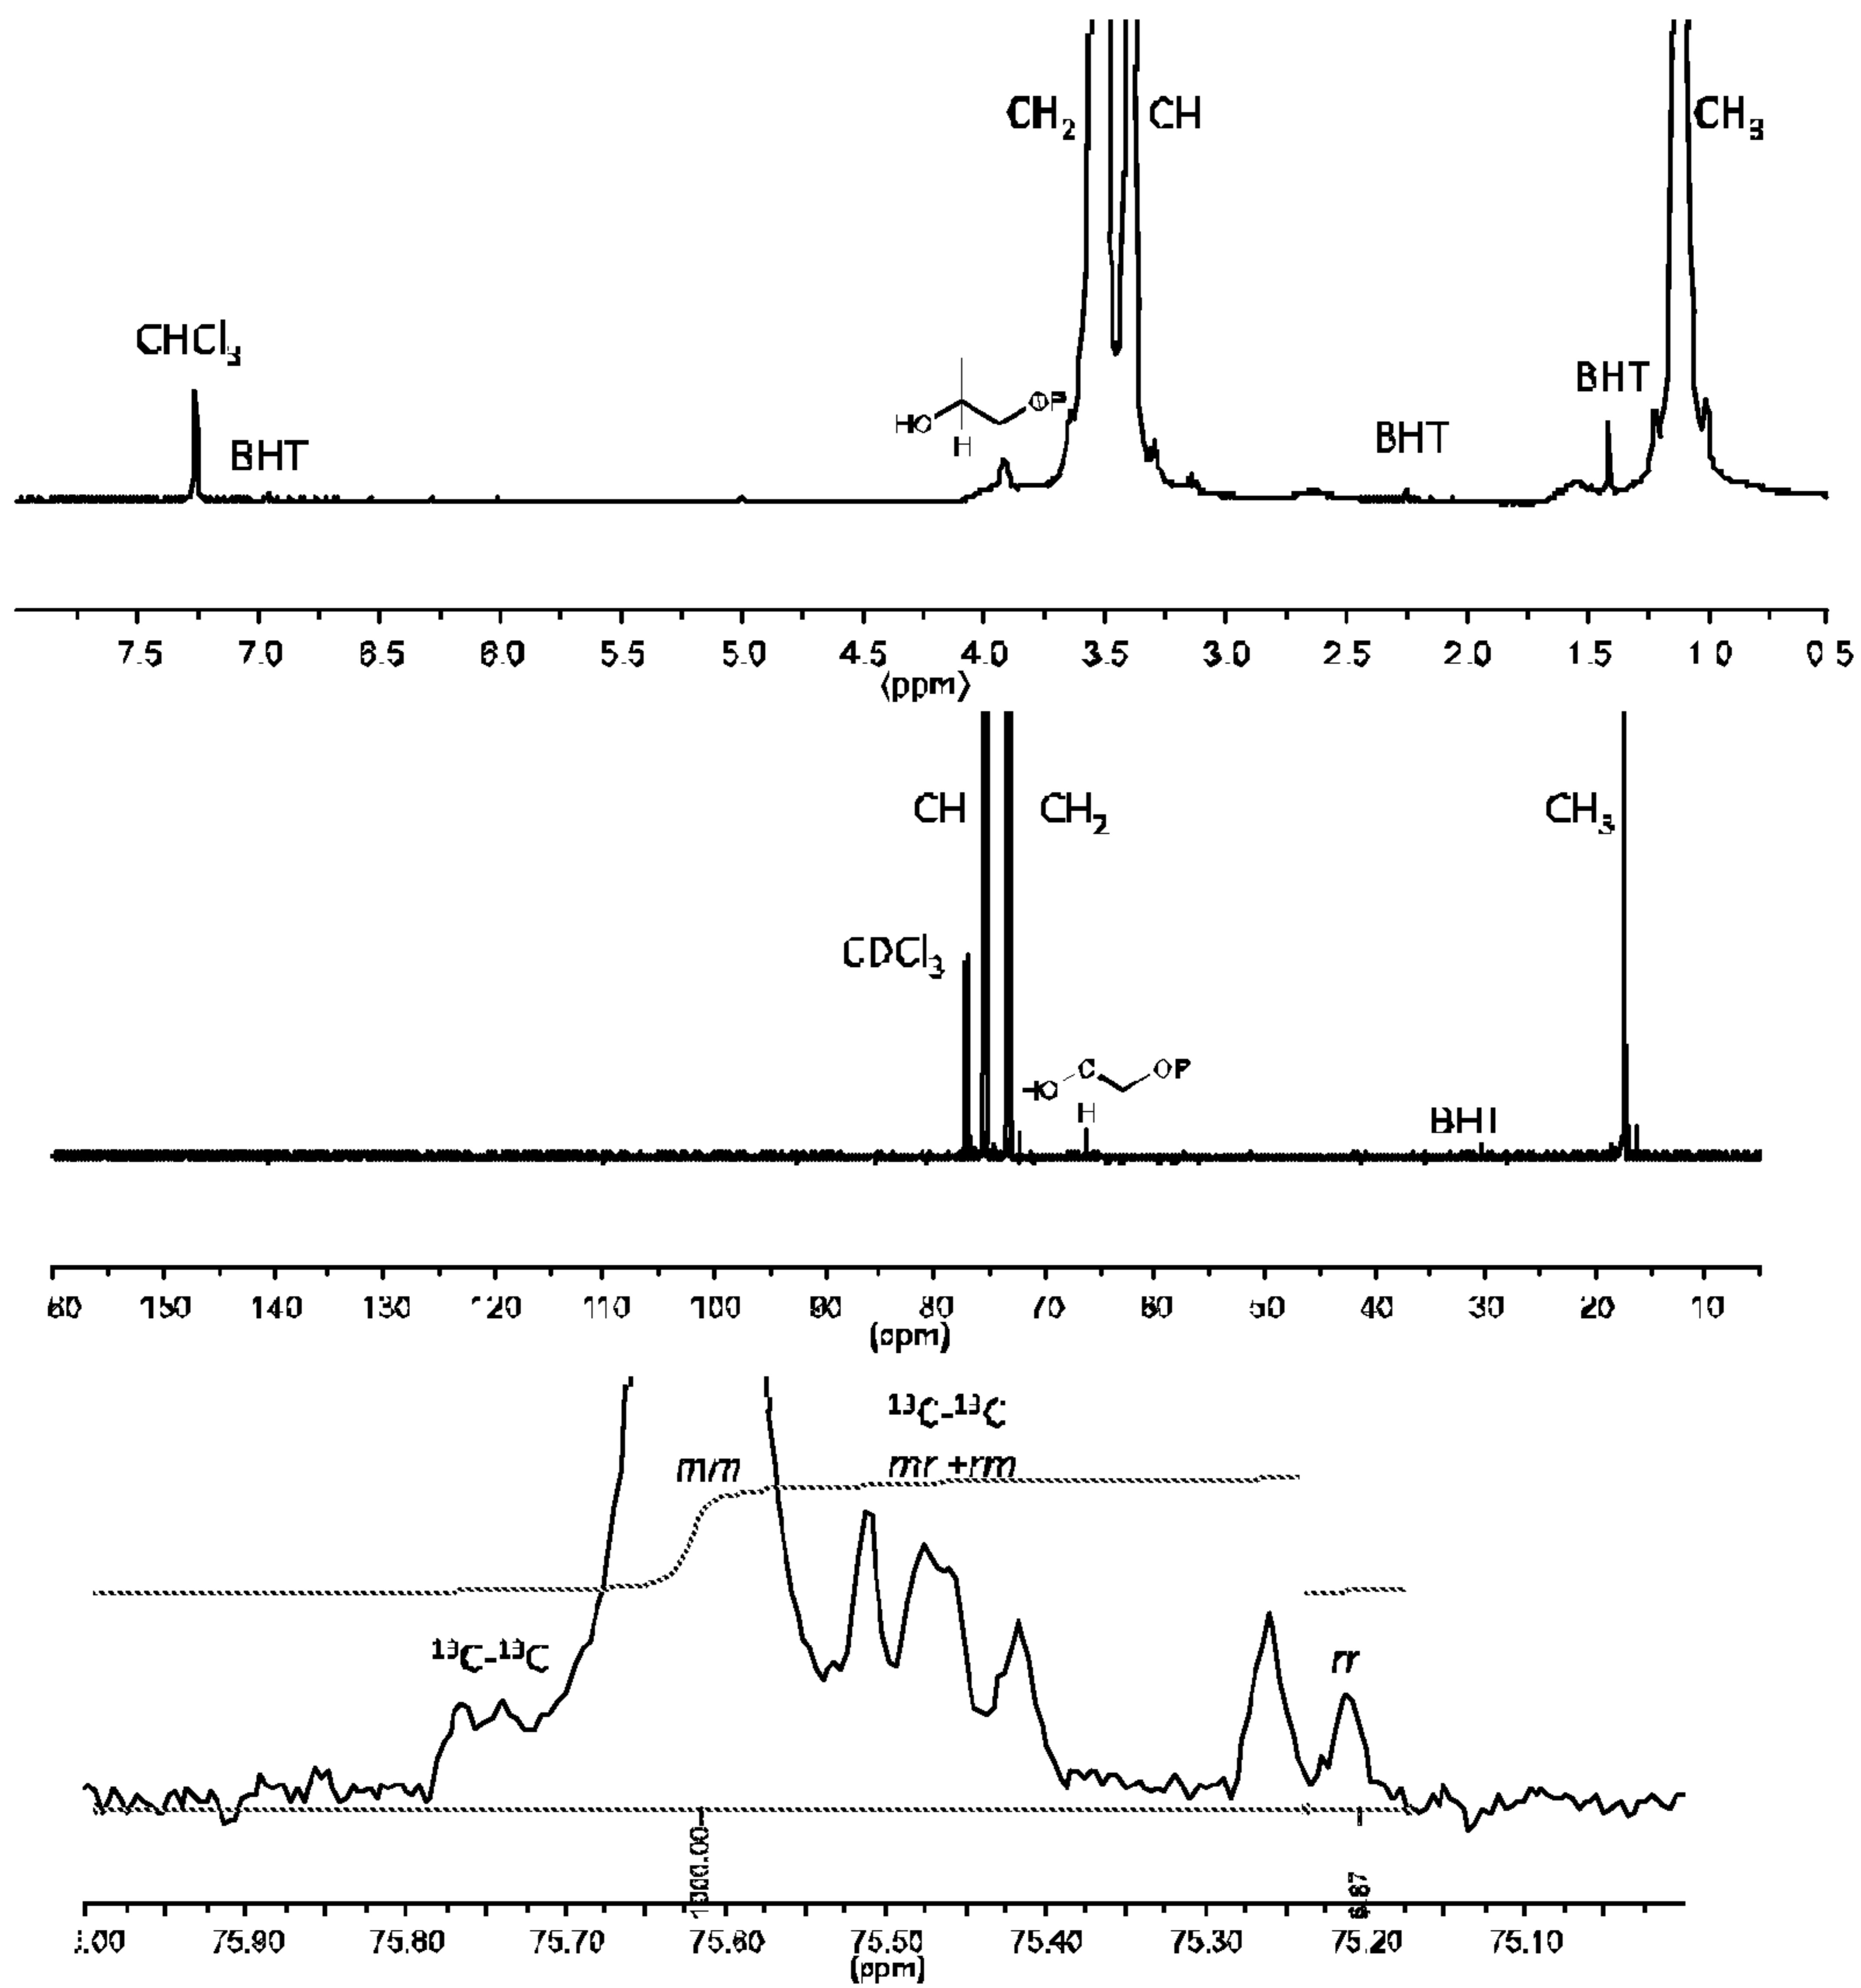 CH2 CH CH3
CHCl3
BHT
HO H OP
BHT
BHT
7.5 7.0 6.5 6.0 5.5 5.0 4.5 4.0 3.5 3.0 2.5 2.0 1.5 1.0 0.5
(ppm)
CH CH2 CH3
CDCl3
HO C H OP
60 150 140 130 120 110 100 90 80 70 60 50 40 30 20 10
(ppm)
13C-13C
mm mr +rm
13C-13C
rr
1000.00
75.90 75.80 75.70 75.60 75.50 75.40 75.30 75.20 75.10
(ppm)